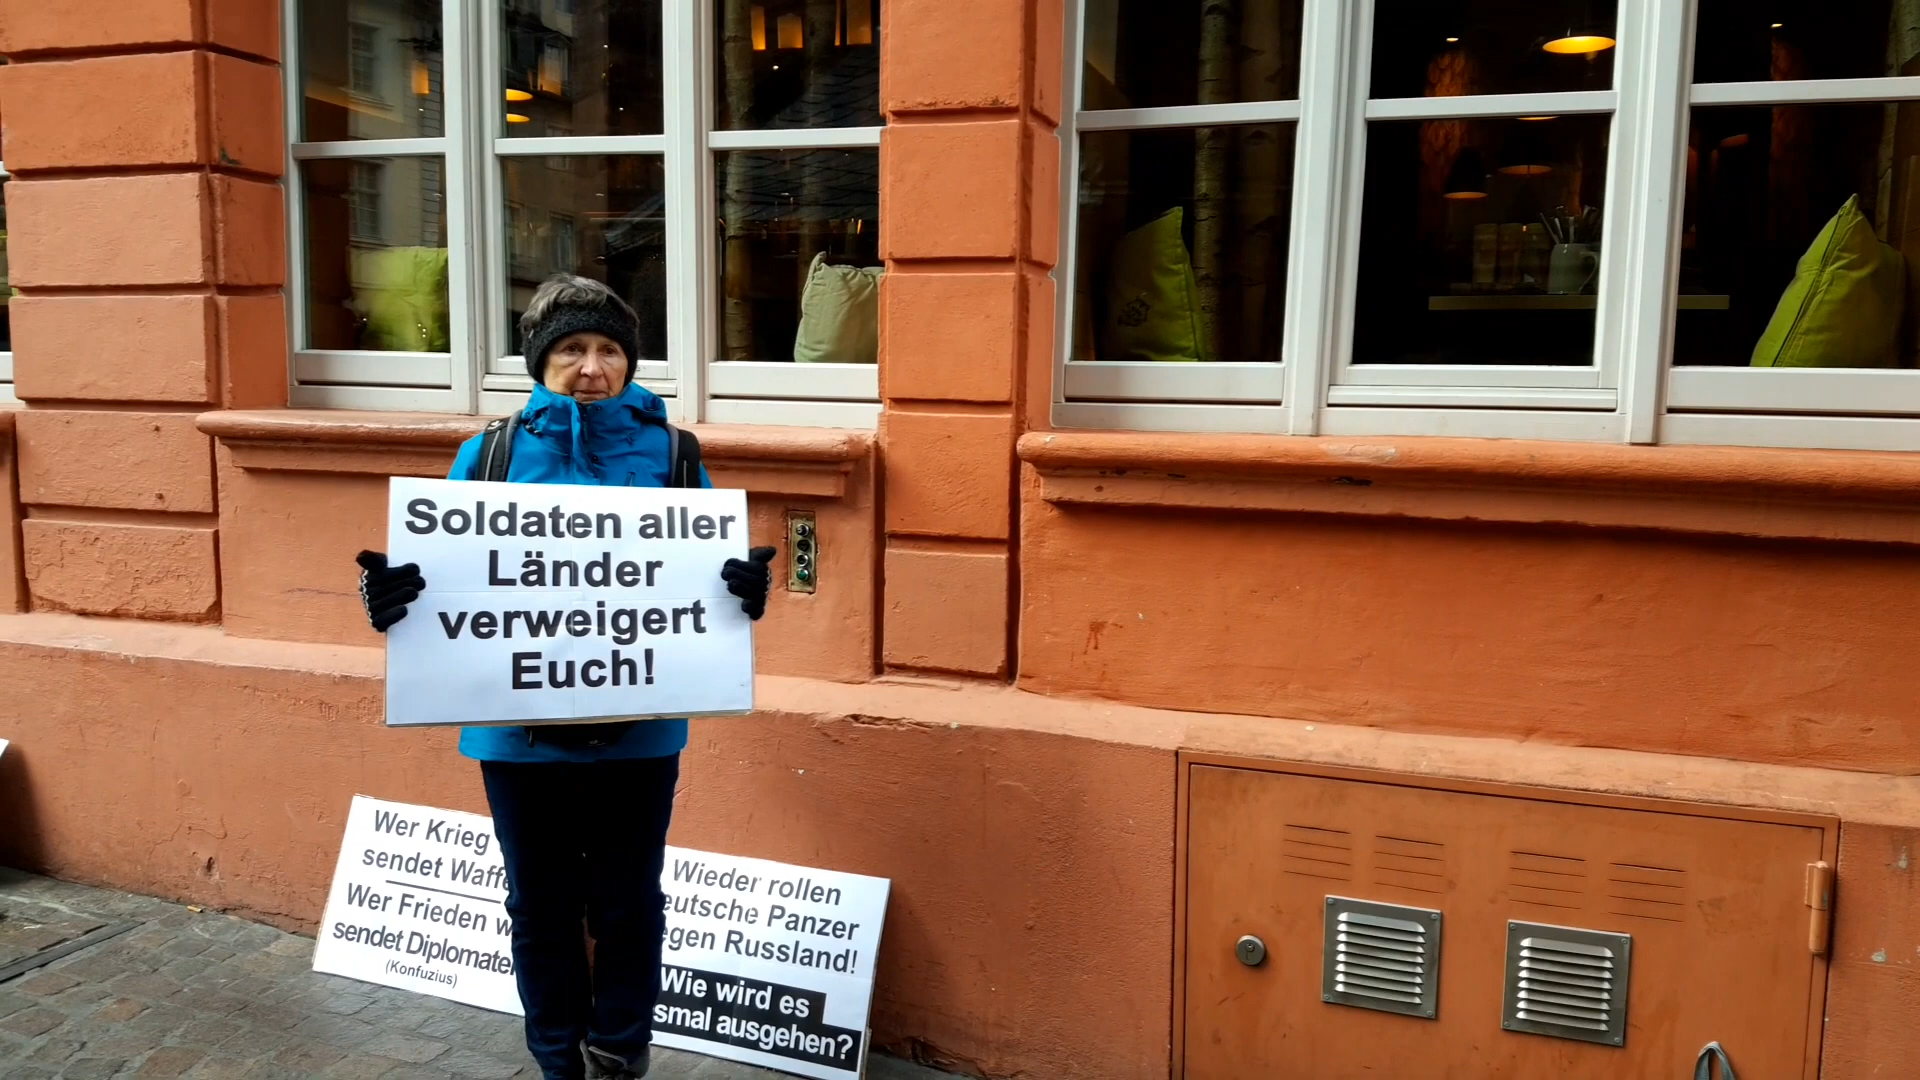 Soldaten aller
Länder
verweigert
Euch!
Wer Krieg
sendet
Wer Frieden
sendet
(Konfuzius)
Wieder rollen
Panzer
Russland!
Wie wird es
ausgehen?